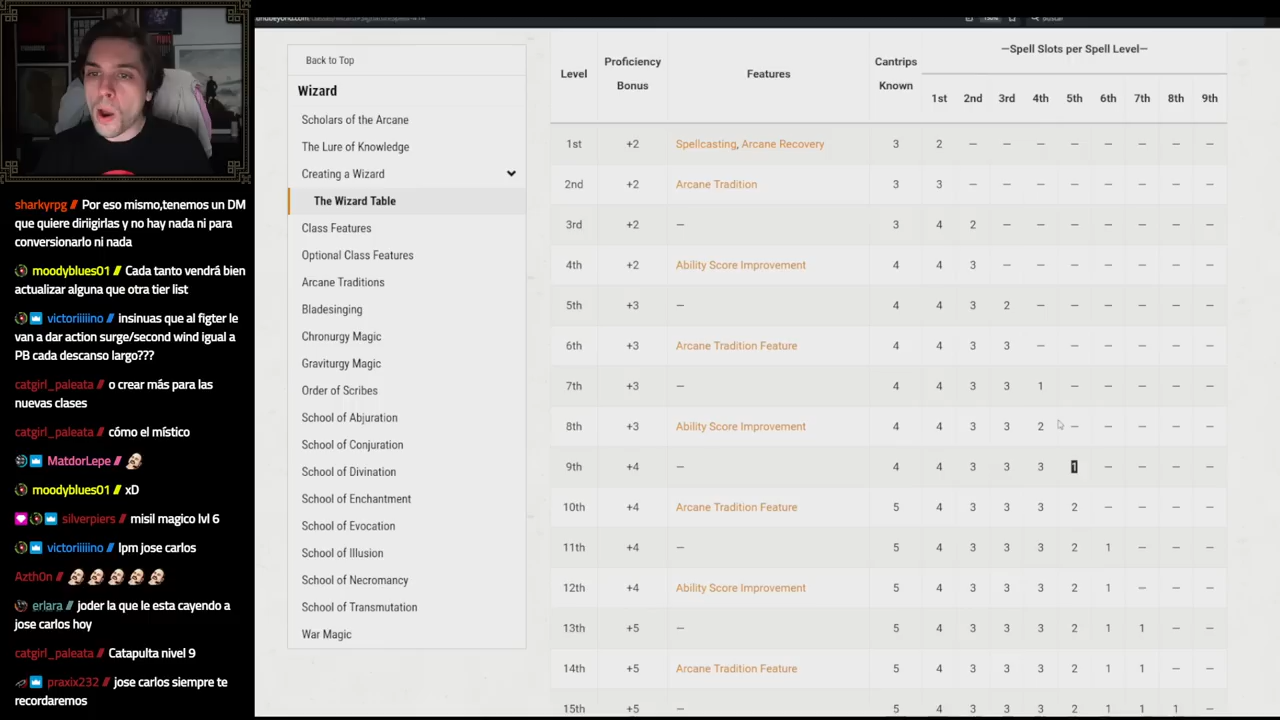 sharkyrpg // Por eso mismo,tenemos un DM
que quiere diriigirlas y no hay nada ni para
conversionarlo ni nada
moodyblues01 // Cada tanto vendrá bien
actualizar alguna que otra tier list
victoriiiiino // insinuas que al figter le
van a dar action surge/second wind igual a
PB cada descanso largo???
catgirl_paleata // o crear más para las
nuevas clases
catgirl_paleata // cómo el místico
MatdorLepe //
moodyblues01 // xD
silverpiers // misil magico lvl 6
victoriiiiino // lpm jose carlos
Azth0n //
erlara // joder la que le esta cayendo a
jose carlos hoy
catgirl_paleata // Catapulta nivel 9
praxix232 // jose carlos siempre te
recordaremos
Back to Top
Wizard
Scholars of the Arcane
The Lure of Knowledge
Creating a Wizard
The Wizard Table
Class Features
Optional Class Features
Arcane Traditions
Bladesinging
Chronurgy Magic
Graviturgy Magic
Order of Scribes
School of Abjuration
School of Conjuration
School of Divination
School of Enchantment
School of Evocation
School of Illusion
School of Necromancy
School of Transmutation
War Magic
—Spell Slots per Spell Level—
Level Proficiency Bonus Features Cantrips Known 1st 2nd 3rd 4th 5th 6th 7th 8th 9th
1st +2 Spellcasting, Arcane Recovery 3 2 — — — — — — — —
2nd +2 Arcane Tradition 3 3 — — — — — — — —
3rd +2 — 3 4 2 — — — — — — —
4th +2 Ability Score Improvement 4 4 3 — — — — — — —
5th +3 — 4 4 3 2 — — — — — —
6th +3 Arcane Tradition Feature 4 4 3 3 — — — — — —
7th +3 — 4 4 3 3 1 — — — — —
8th +3 Ability Score Improvement 4 4 3 3 2 — — — — —
9th +4 — 4 4 3 3 3 1 — — — —
10th +4 Arcane Tradition Feature 5 4 3 3 3 2 — — — —
11th +4 — 5 4 3 3 3 2 1 — — —
12th +4 Ability Score Improvement 5 4 3 3 3 2 1 — — —
13th +5 — 5 4 3 3 3 2 1 1 — —
14th +5 Arcane Tradition Feature 5 4 3 3 3 2 1 1 — —
15th +5 — 5 4 3 3 3 2 1 1 1 —